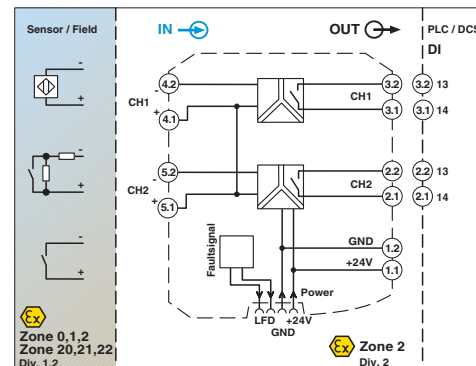 Sensor / Field
IN
OUT
PLC / DCS
DI
-
+
-
+
-
+
4.2
-
CH1
+
4.1
3.2
CH1
3.1
3.2 13
3.1 14
5.2
-
CH2
+
5.1
2.2
CH2
2.1
2.2 13
2.1 14
Faultsignal
GND
1.2
+24V
1.1
Power
LFD
+24V
GND
Ex
Zone 0,1,2
Zone 20,21,22
Div. 1,2
Ex
Zone 2
Div. 2